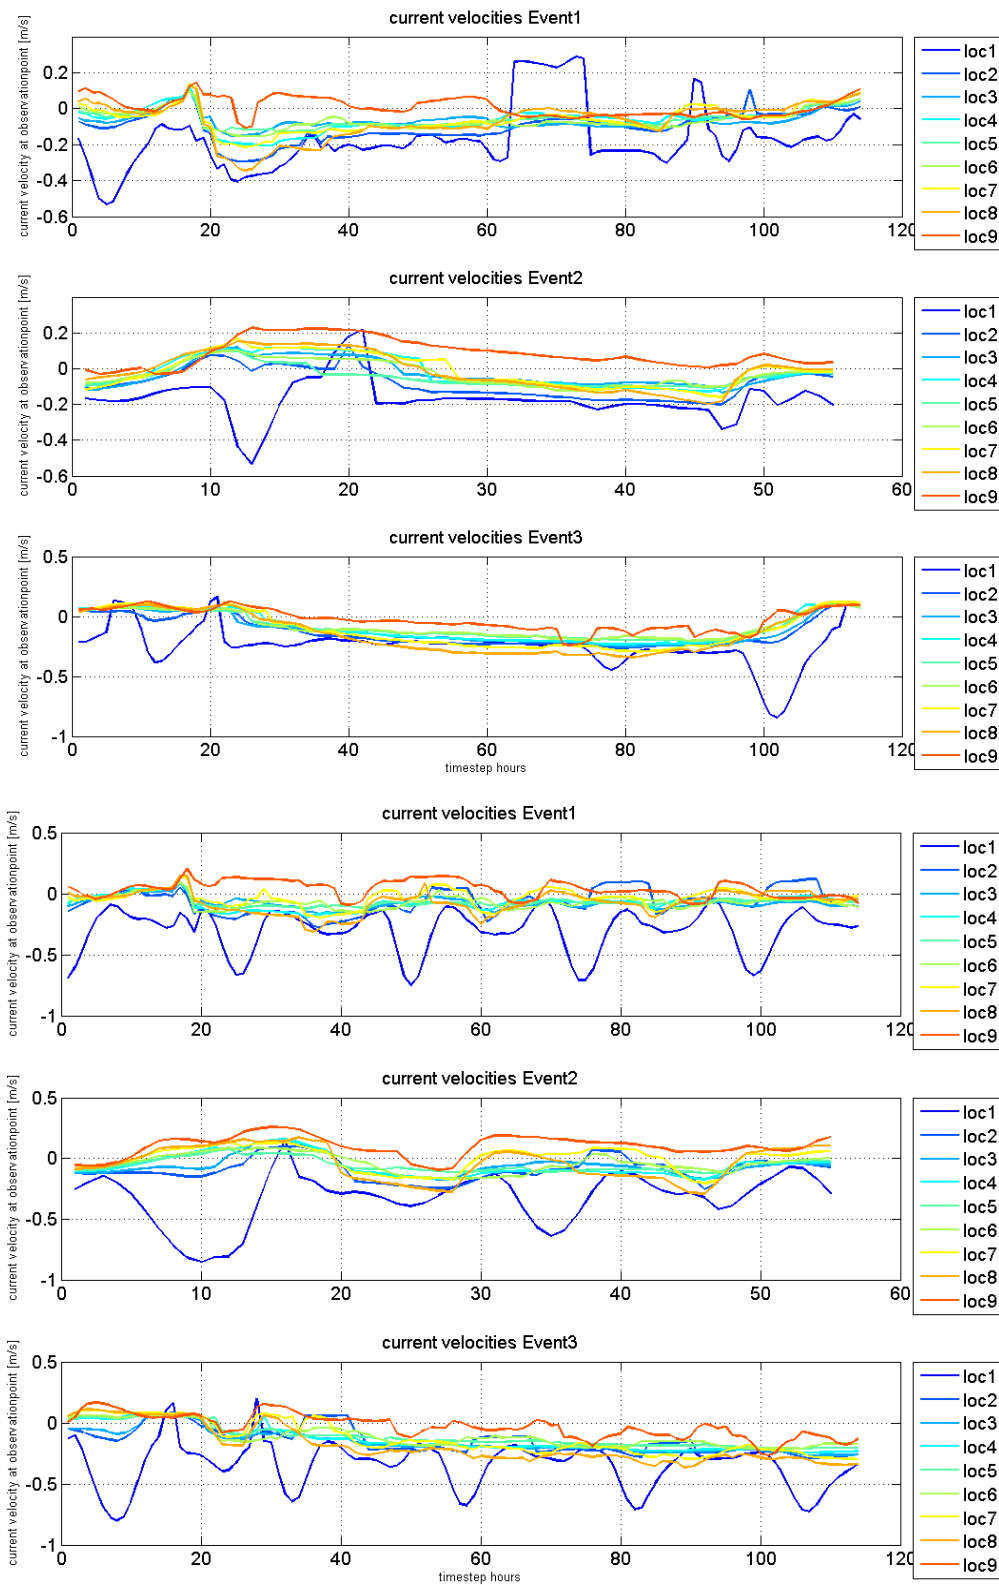 current velocities Event1
current velocity at observationpoint [m/s]
0.2
0
-0.2
-0.4
-0.6
0 20 40 60 80 100 120
loc1
loc2
loc3
loc4
loc5
loc6
loc7
loc8
loc9
current velocities Event2
current velocity at observationpoint [m/s]
0.2
0
-0.2
-0.4
-0.6
0 10 20 30 40 50 60
loc1
loc2
loc3
loc4
loc5
loc6
loc7
loc8
loc9
current velocities Event3
current velocity at observationpoint [m/s]
0.5
0
-0.5
-1
0 20 40 60 80 100 120
timestep hours
loc1
loc2
loc3
loc4
loc5
loc6
loc7
loc8
loc9
current velocities Event1
current velocity at observationpoint [m/s]
0.5
0
-0.5
-1
0 20 40 60 80 100 120
loc1
loc2
loc3
loc4
loc5
loc6
loc7
loc8
loc9
current velocities Event2
current velocity at observationpoint [m/s]
0.5
0
-0.5
-1
0 10 20 30 40 50 60
loc1
loc2
loc3
loc4
loc5
loc6
loc7
loc8
loc9
current velocities Event3
current velocity at observationpoint [m/s]
0.5
0
-0.5
-1
0 20 40 60 80 100 120
timestep hours
loc1
loc2
loc3
loc4
loc5
loc6
loc7
loc8
loc9